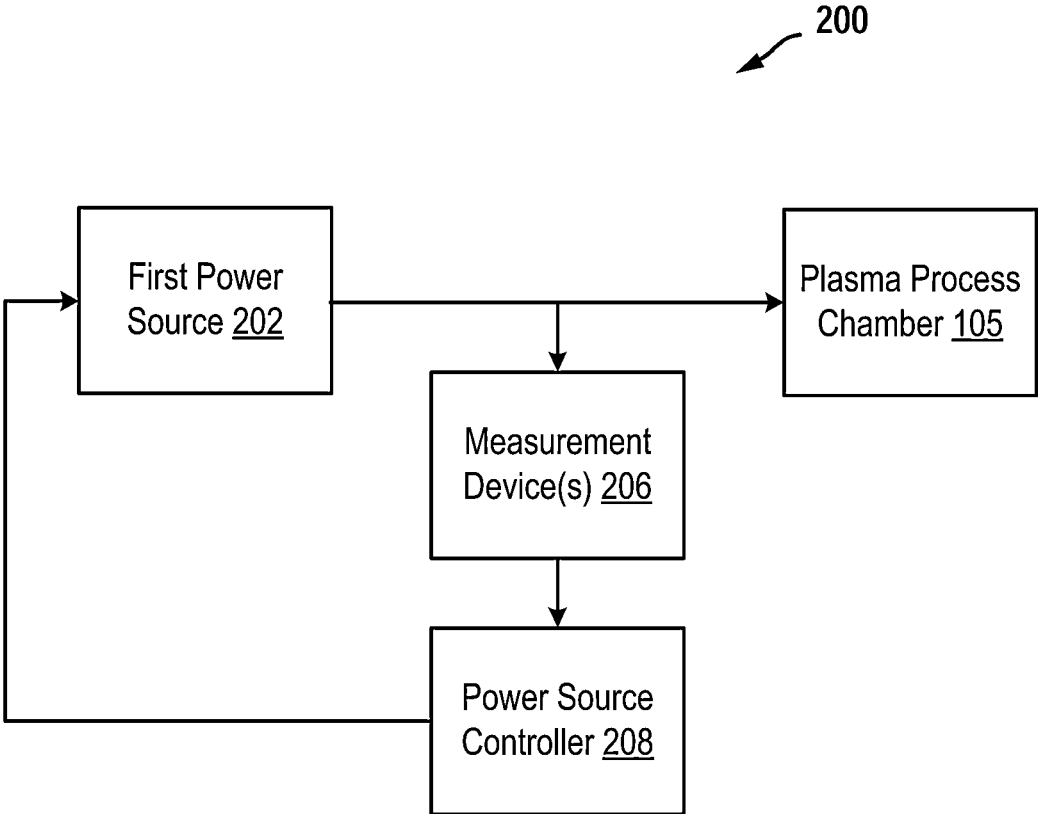 200
First Power
Source 202
Plasma Process
Chamber 105
Measurement
Device(s) 206
Power Source
Controller 208